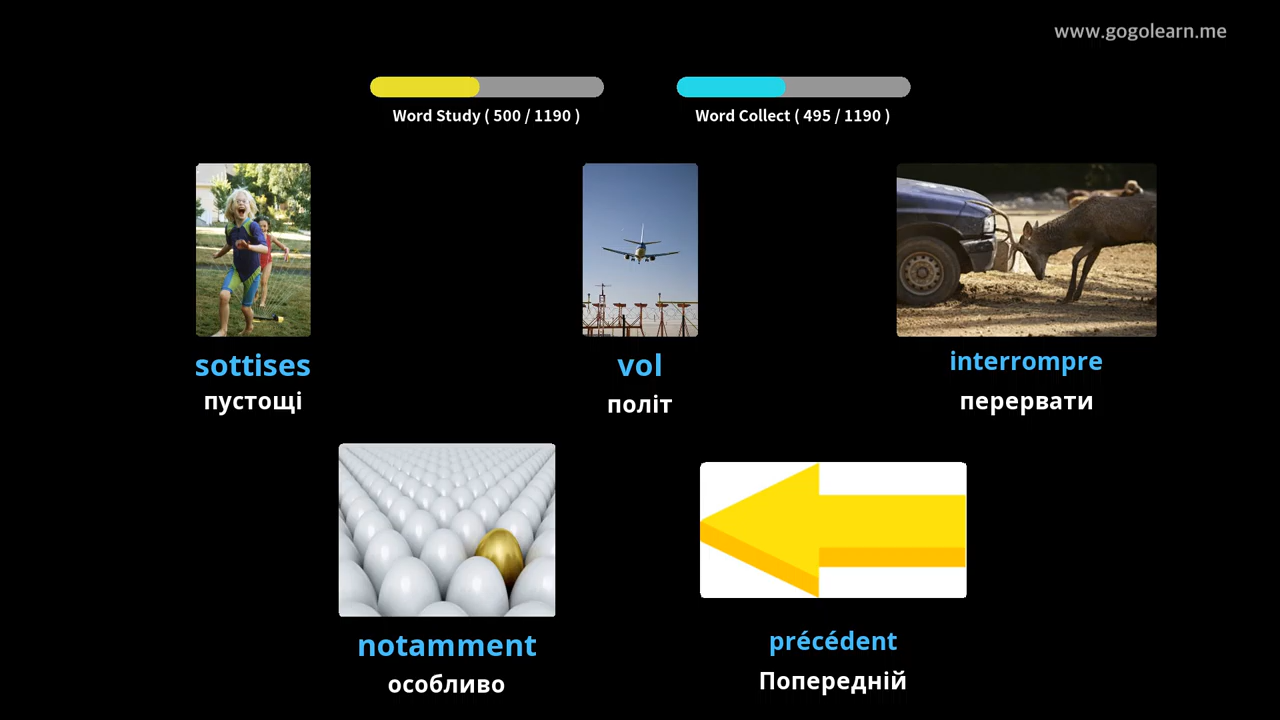 www.gogolearn.me
Word Study ( 500 / 1190 )
Word Collect ( 495 / 1190 )
sottises
пустощі
vol
політ
interrompre
перервати
notamment
особливо
précédent
Попередній